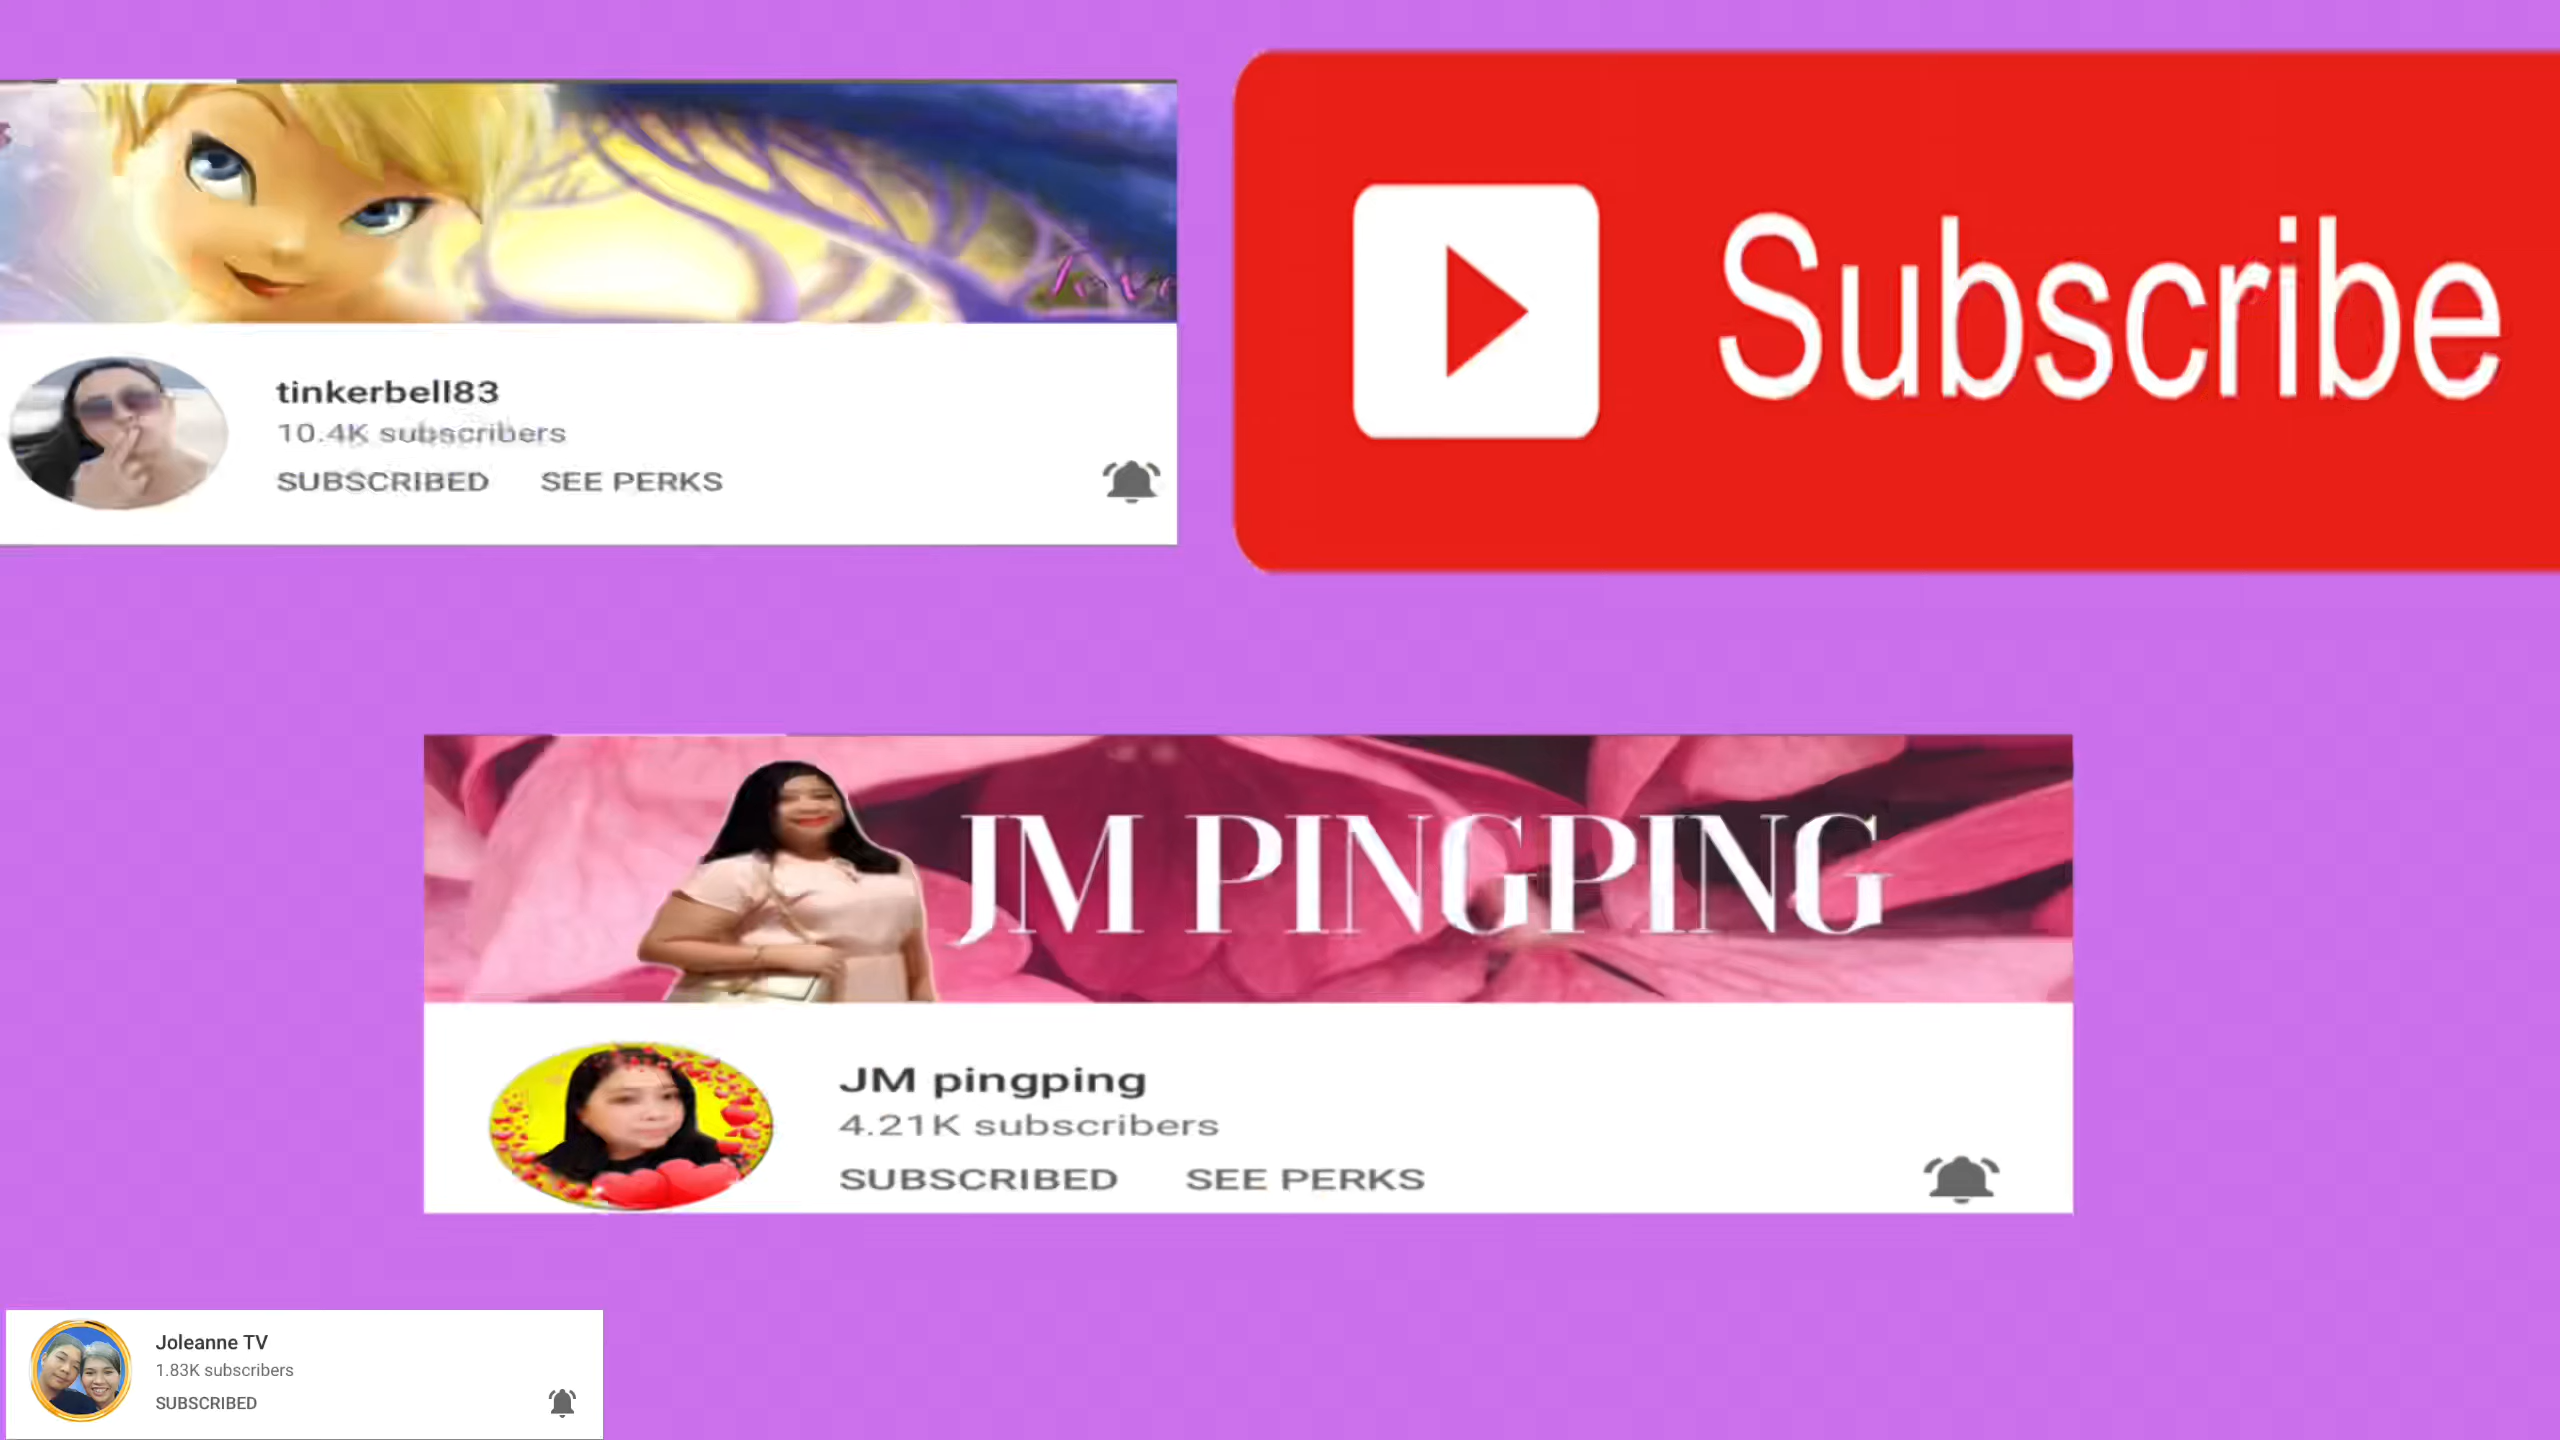 tinkerbell83
10.4K subscribers
SUBSCRIBED SEE PERKS
Subscribe
JM PINGPING
JM pingping
4.21K subscribers
SUBSCRIBED SEE PERKS
Joleanne TV
1.83K subscribers
SUBSCRIBED